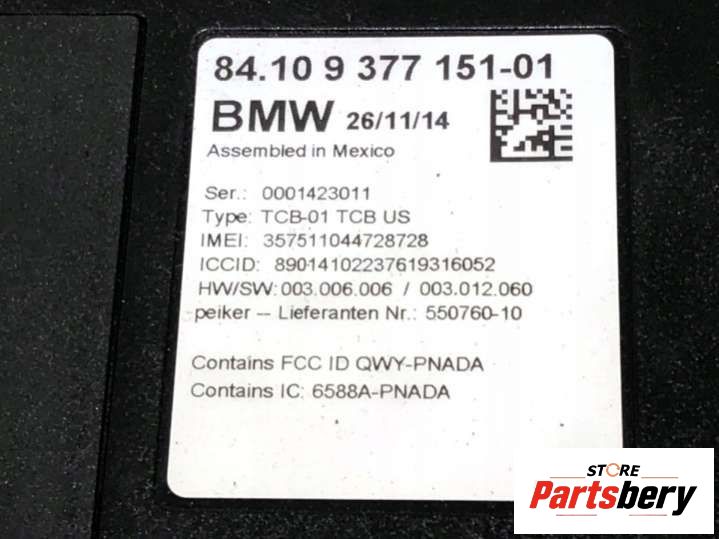 84.10 9 377 151-01
BMW 26/11/14
Assembled in Mexico
Ser.: 0001423011
Type: TCB-01 TCB US
IMEI: 357511044728728
ICCID: 89014102237619316052
HW/SW: 003.006.006 / 003.012.060
peiker -- Lieferanten Nr.: 550760-10
Contains FCC ID QWY-PNADA
Contains IC: 6588A-PNADA
STORE
Partsbery